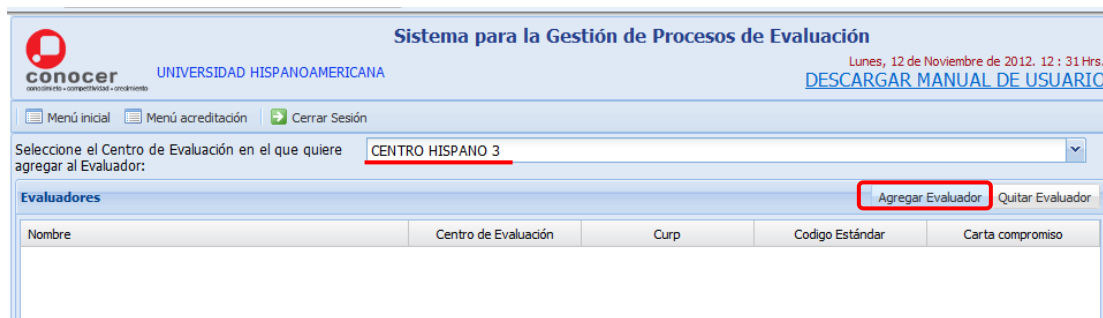 Sistema para la Gestión de Procesos de Evaluación
Lunes, 12 de Noviembre de 2012. 12 : 31 Hrs.
conocer
conocimiento • competitividad • crecimiento
UNIVERSIDAD HISPANOAMERICANA
DESCARGAR MANUAL DE USUARIO
Menú inicial Menú acreditación Cerrar Sesión
Seleccione el Centro de Evaluación en el que quiere
agregar al Evaluador:
CENTRO HISPANO 3
Evaluadores Agregar Evaluador Quitar Evaluador
Nombre Centro de Evaluación Curp Codigo Estándar Carta compromiso